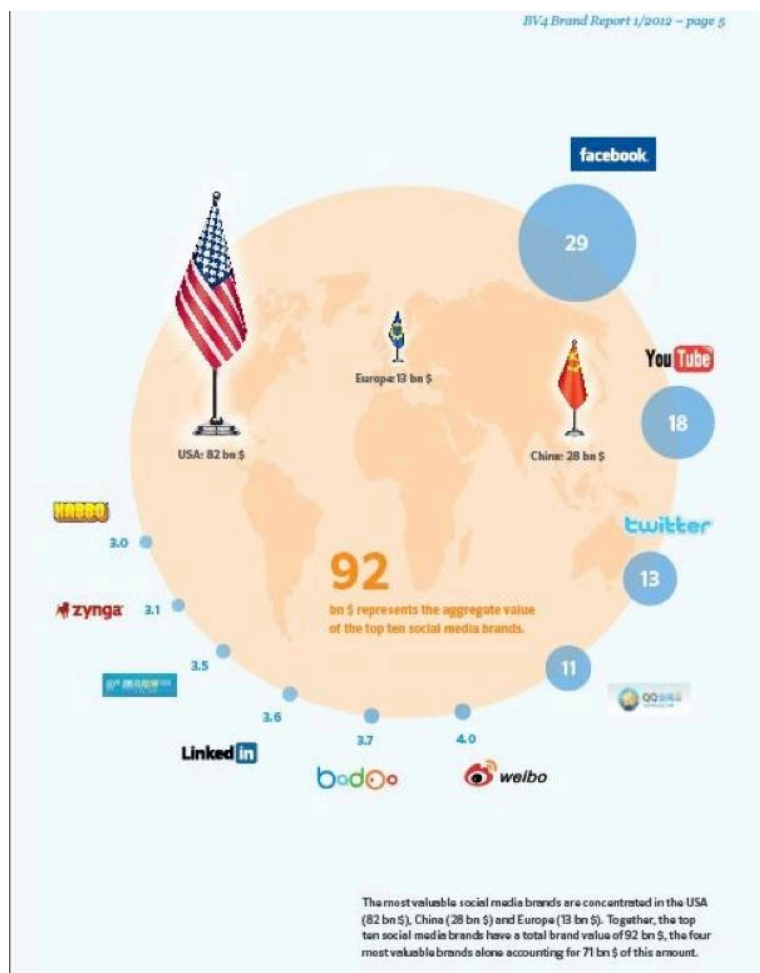 BV4 Brand Report 1/2012 – page 5
facebook
29
Europe: 13 bn $
YouTube
18
USA: 82 bn $
China: 28 bn $
HABBO
twitter
3.0
92
13
bn $ represents the aggregate value
of the top ten social media brands.
zynga
3.1
11
3.5
QQ
3.6
3.7
4.0
Linked in
badoo
weibo
The most valuable social media brands are concentrated in the USA
(82 bn $), China (28 bn $) and Europe (13 bn $). Together, the top
ten social media brands have a total brand value of 92 bn $, the four
most valuable brands alone accounting for 71 bn $ of this amount.